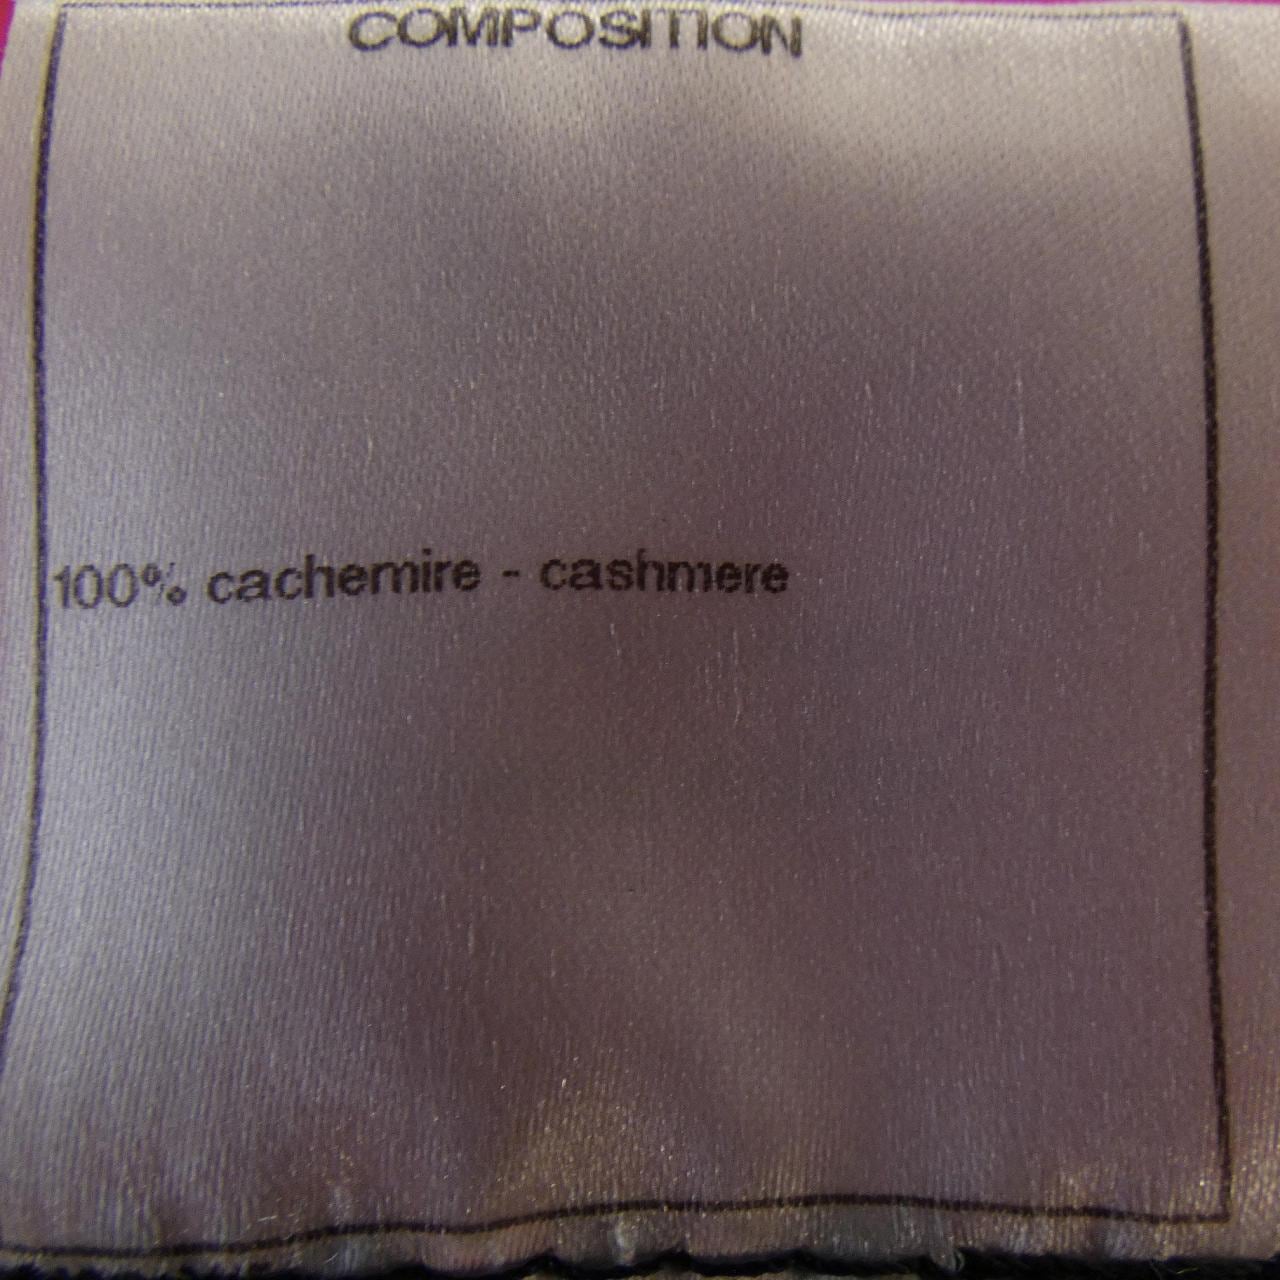 COMPOSITION
100% cachemire - cashmere